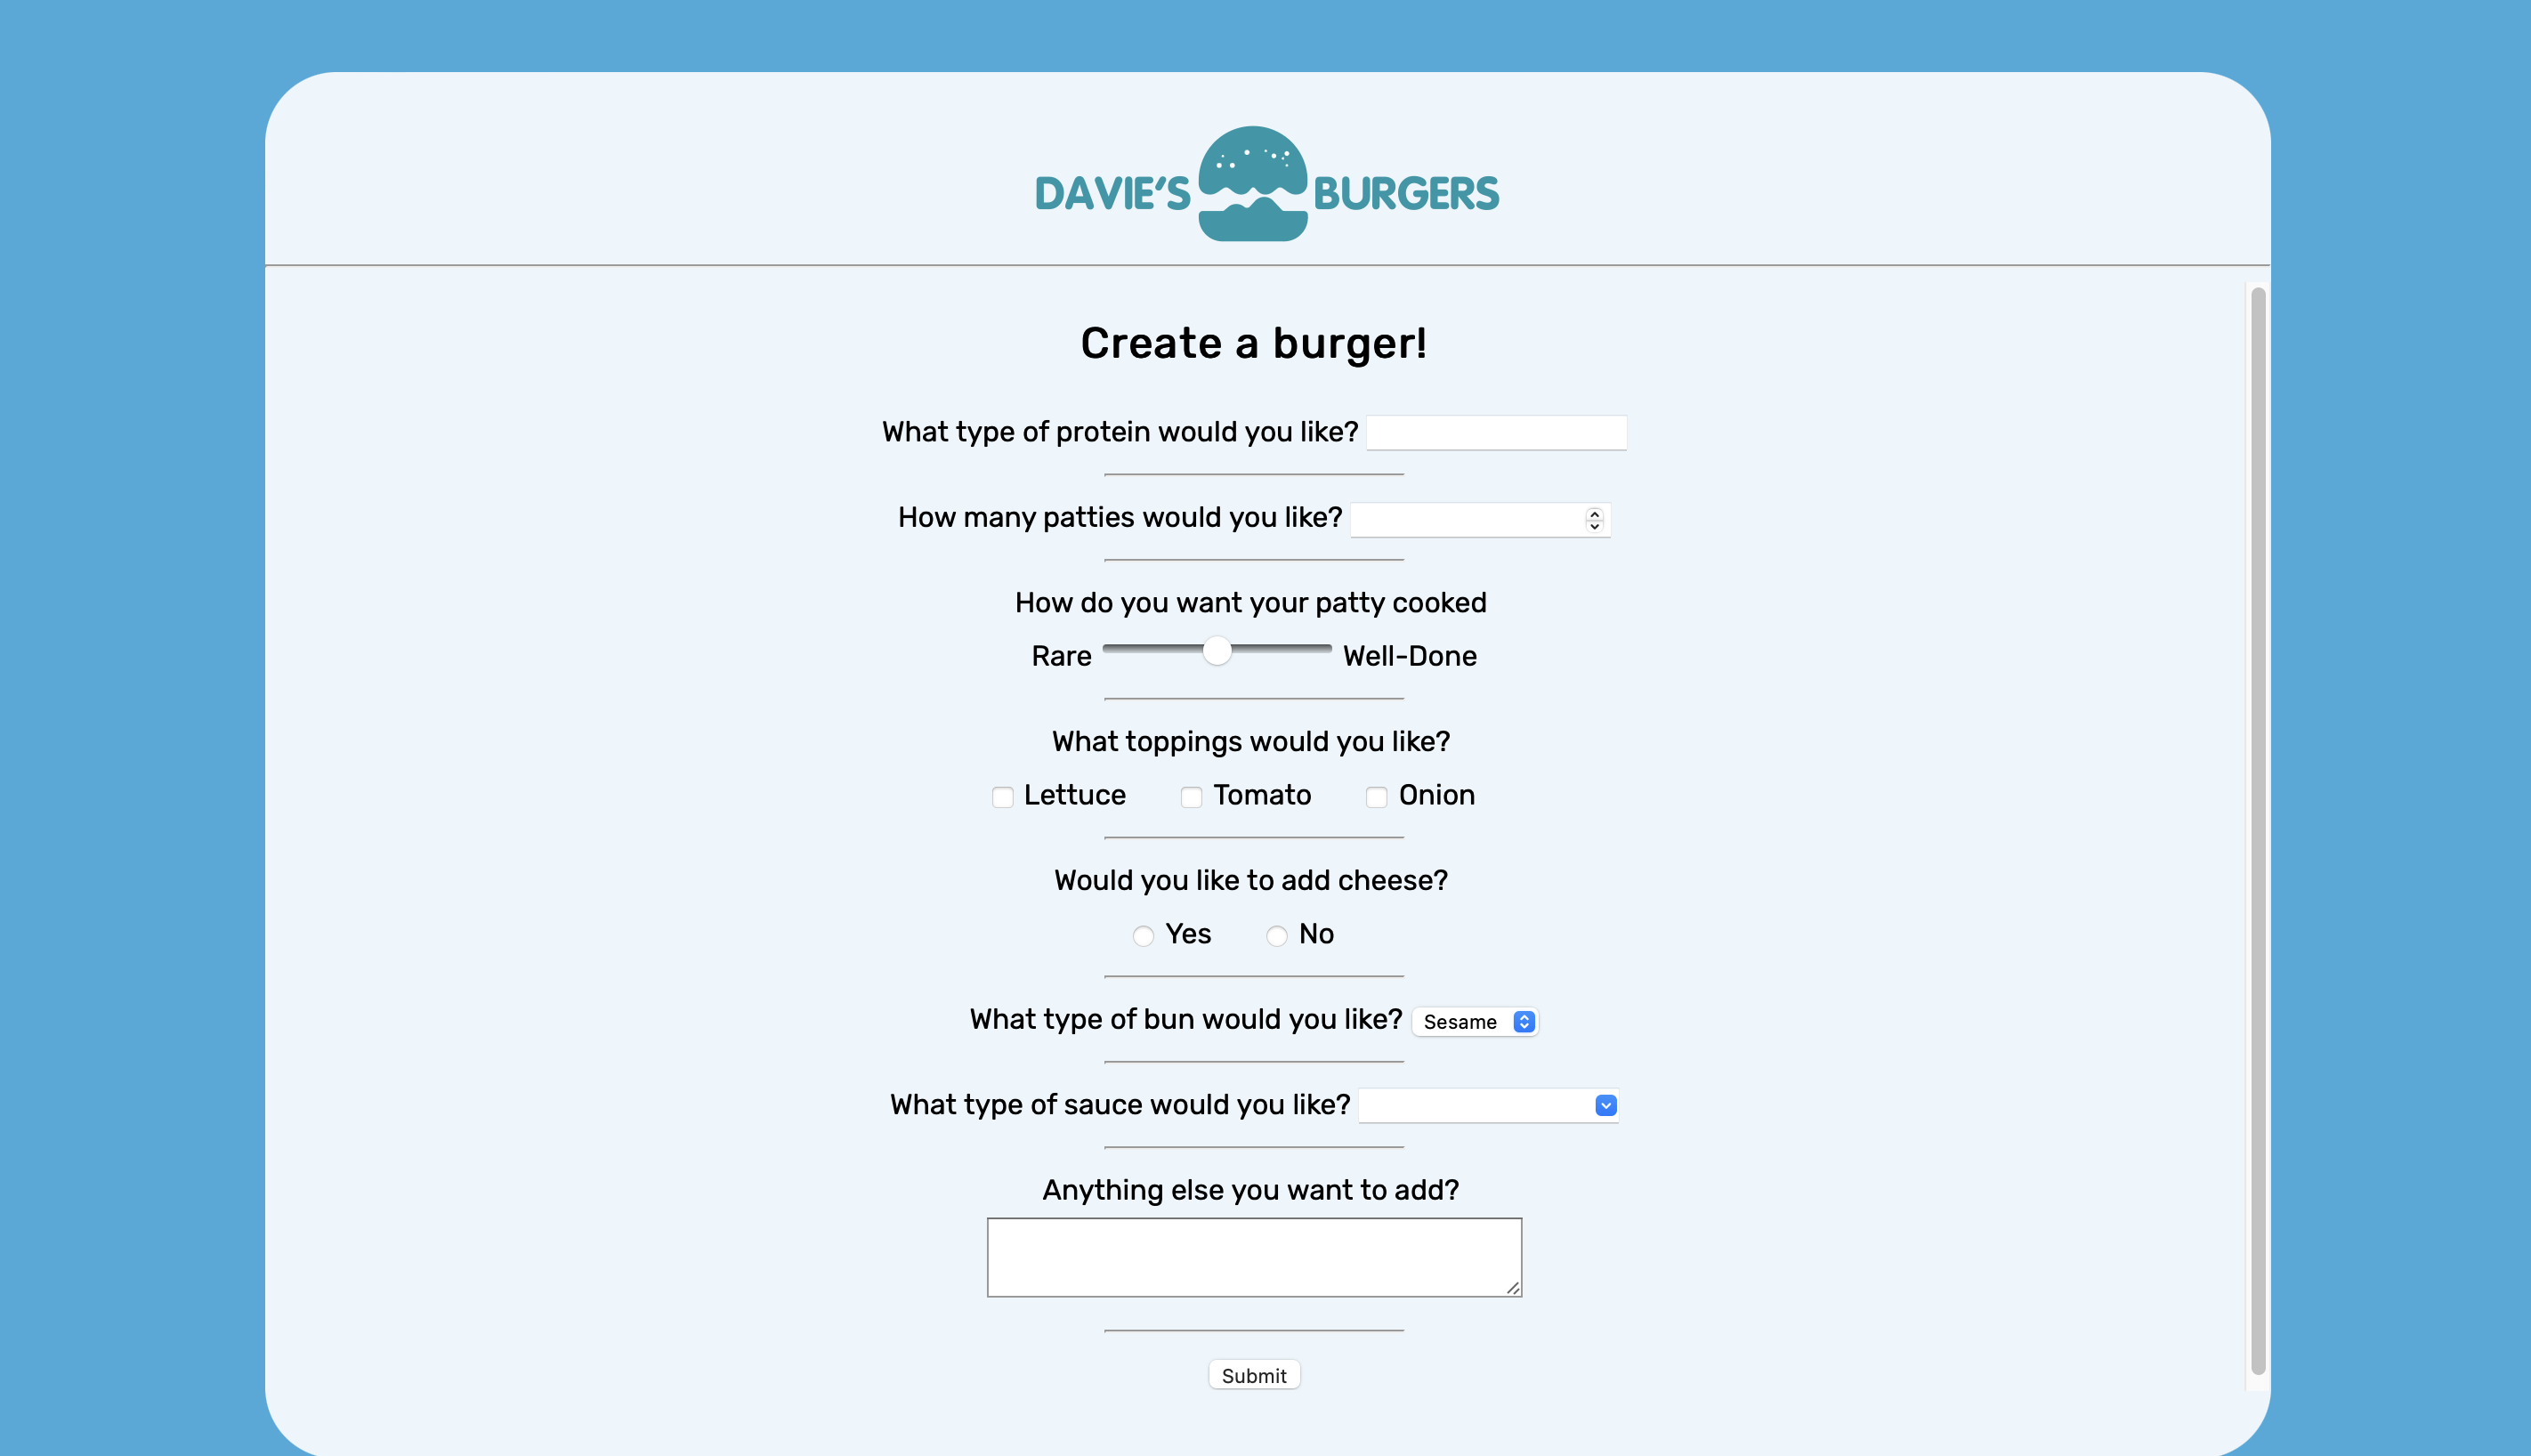 DAVIE'S BURGERS
Create a burger!
What type of protein would you like?
How many patties would you like?
How do you want your patty cooked
Rare Well-Done
What toppings would you like?
Lettuce Tomato Onion
Would you like to add cheese?
Yes No
What type of bun would you like? Sesame
What type of sauce would you like?
Anything else you want to add?
Submit